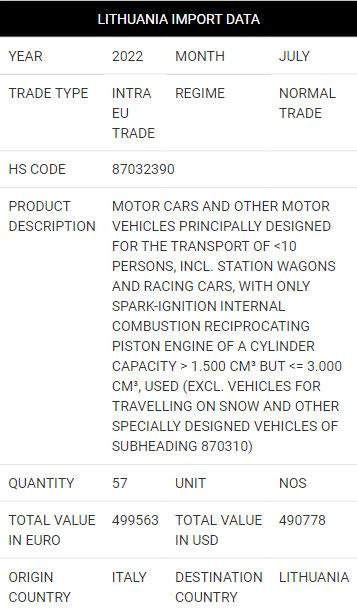 LITHUANIA IMPORT DATA
YEAR 2022 MONTH JULY
TRADE TYPE INTRA REGIME NORMAL
EU TRADE
TRADE
HS CODE 87032390
PRODUCT MOTOR CARS AND OTHER MOTOR
DESCRIPTION VEHICLES PRINCIPALLY DESIGNED
FOR THE TRANSPORT OF <10
PERSONS, INCL. STATION WAGONS
AND RACING CARS, WITH ONLY
SPARK-IGNITION INTERNAL
COMBUSTION RECIPROCATING
PISTON ENGINE OF A CYLINDER
CAPACITY > 1.500 CM³ BUT <= 3.000
CM³, USED (EXCL. VEHICLES FOR
TRAVELLING ON SNOW AND OTHER
SPECIALLY DESIGNED VEHICLES OF
SUBHEADING 870310)
QUANTITY 57 UNIT NOS
TOTAL VALUE 499563 TOTAL VALUE 490778
IN EURO IN USD
ORIGIN ITALY DESTINATION LITHUANIA
COUNTRY COUNTRY